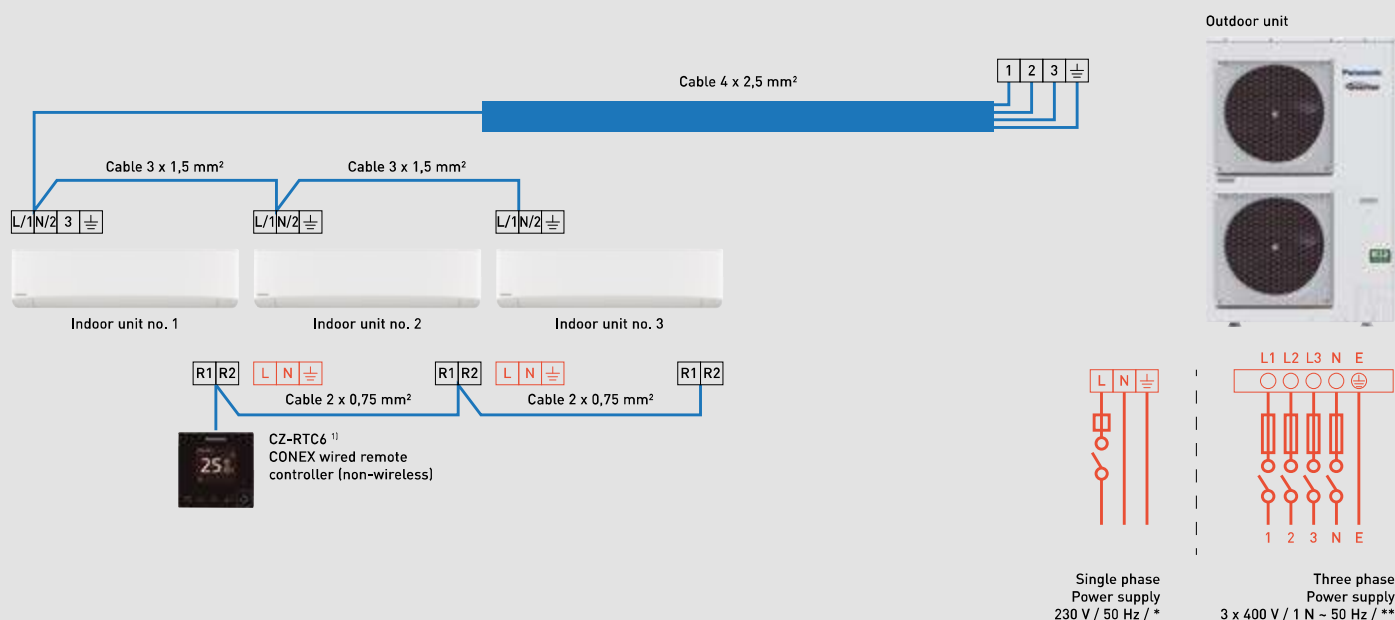 Outdoor unit
Cable 4 x 2,5 mm²
1 2 3
Panasonic
Inverter
Cable 3 x 1,5 mm² Cable 3 x 1,5 mm²
L/1 N/2 3 L/1 N/2 L/1 N/2
Indoor unit no. 1 Indoor unit no. 2 Indoor unit no. 3
R1 R2 L N R1 R2 L N R1 R2
Cable 2 x 0,75 mm² Cable 2 x 0,75 mm²
CZ-RTC6 ¹⁾
CONEX wired remote
controller (non-wireless)
25
L N
L1 L2 L3 N E
1 2 3 N E
Single phase
Power supply
230 V / 50 Hz / *
Three phase
Power supply
3 x 400 V / 1 N ~ 50 Hz / **